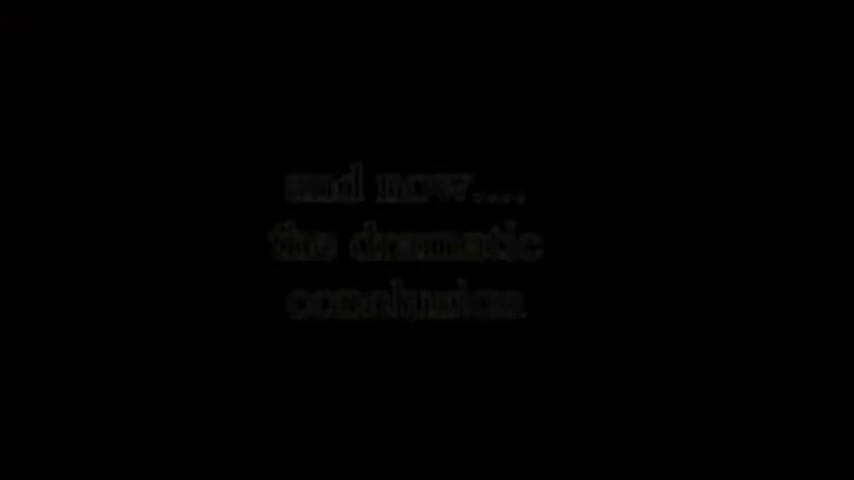 and now....
the dramatic
conclusion